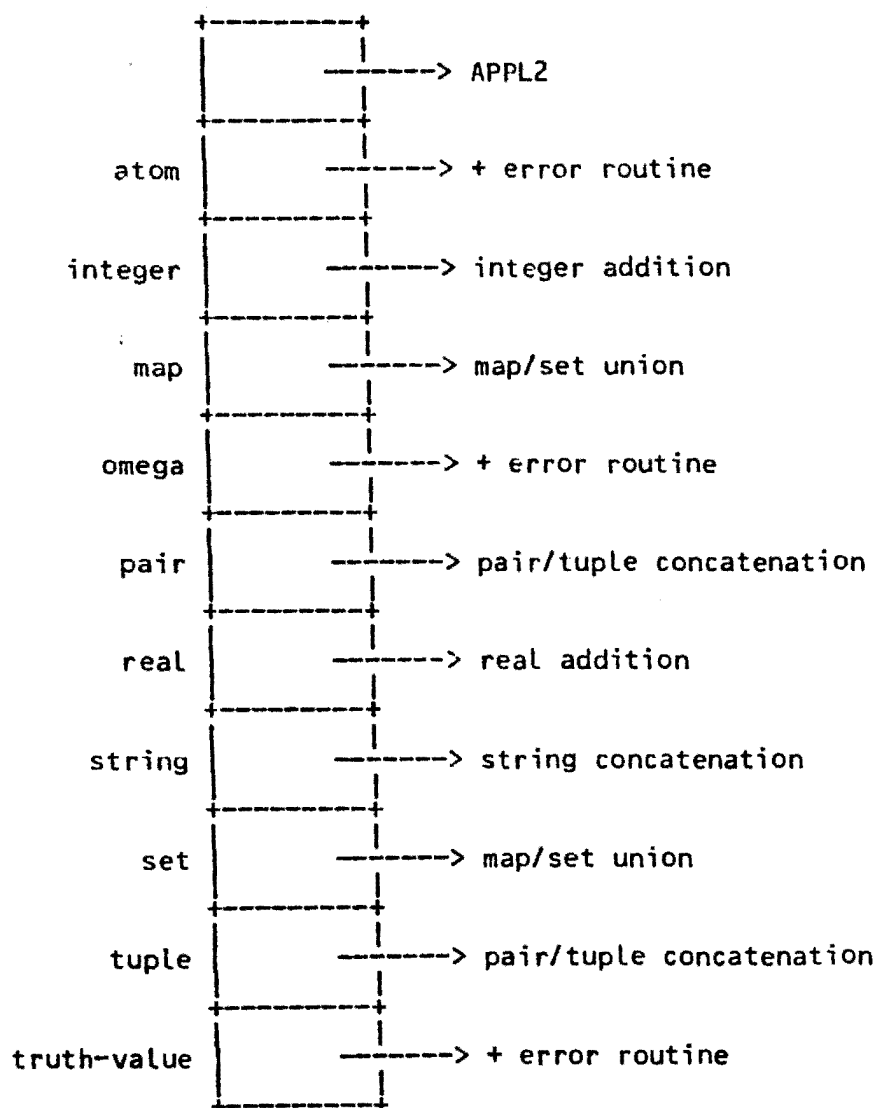 ------> APPL2
atom ------> + error routine
integer ------> integer addition
map ------> map/set union
omega ------> + error routine
pair ------> pair/tuple concatenation
real ------> real addition
string ------> string concatenation
set ------> map/set union
tuple ------> pair/tuple concatenation
truth-value ------> + error routine